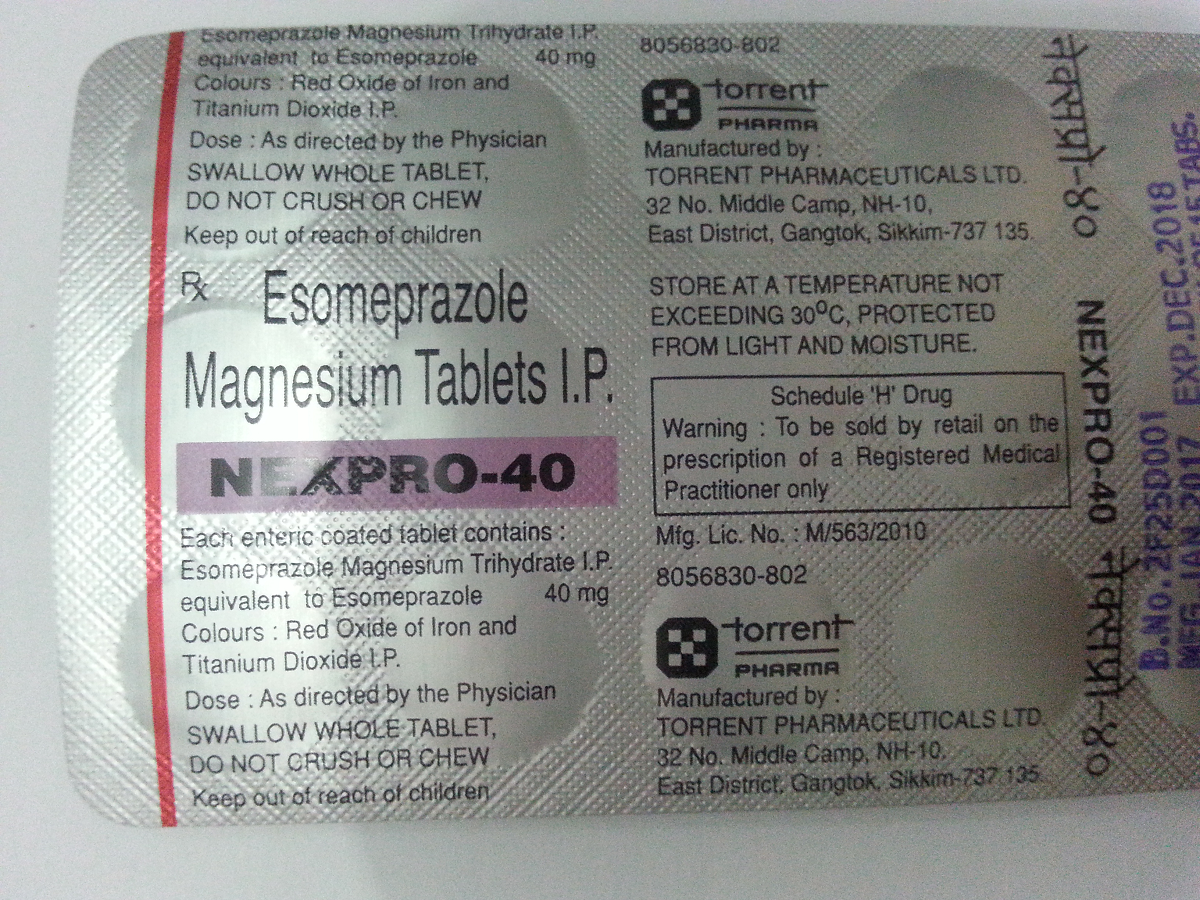 Esomeprazole Magnesium Trihydrate I.P.
equivalent to Esomeprazole 40 mg
Colours : Red Oxide of Iron and
Titanium Dioxide I.P.
Dose : As directed by the Physician
SWALLOW WHOLE TABLET,
DO NOT CRUSH OR CHEW
Keep out of reach of children
Rx Esomeprazole
Magnesium Tablets I.P.
NEXPRO-40
Each enteric coated tablet contains :
Esomeprazole Magnesium Trihydrate I.P.
equivalent to Esomeprazole 40 mg
Colours : Red Oxide of Iron and
Titanium Dioxide I.P.
Dose : As directed by the Physician
SWALLOW WHOLE TABLET,
DO NOT CRUSH OR CHEW
Keep out of reach of children
8056830-802
torrent
PHARMA
Manufactured by :
TORRENT PHARMACEUTICALS LTD.
32 No. Middle Camp, NH-10,
East District, Gangtok, Sikkim-737 135.
STORE AT A TEMPERATURE NOT
EXCEEDING 30°C, PROTECTED
FROM LIGHT AND MOISTURE.
Schedule 'H' Drug
Warning : To be sold by retail on the
prescription of a Registered Medical
Practitioner only
Mfg. Lic. No. : M/563/2010
8056830-802
torrent
PHARMA
Manufactured by :
TORRENT PHARMACEUTICALS LTD.
32 No. Middle Camp, NH-10.
East District, Gangtok, Sikkim-737 135
नेक्सप्रो-४० NEXPRO-40 नेक्सप्रो-४०
B.No. 2F25D001 EXP.DEC.2018
MFG.JAN.2017 15 TABS.